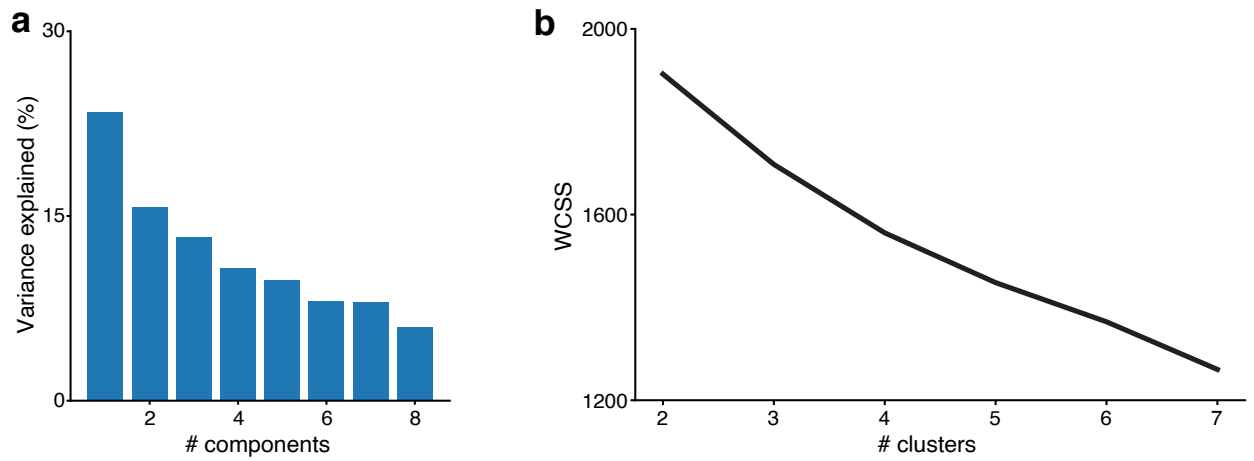 a
30
15
0
Variance explained (%)
2 4 6 8
# components
b
2000
1600
1200
WCSS
2 3 4 5 6 7
# clusters